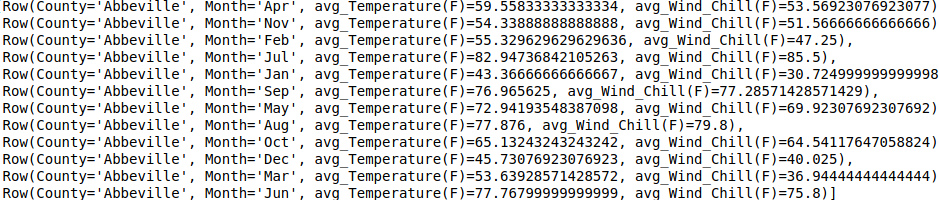 Row(County='Abbeville', Month='Apr', avg_Temperature(F)=59.55833333333334, avg_Wind_Chill(F)=53.56923076923077)
Row(County='Abbeville', Month='Nov', avg_Temperature(F)=54.33888888888888, avg_Wind_Chill(F)=51.56666666666666)
Row(County='Abbeville', Month='Feb', avg_Temperature(F)=55.329629629629636, avg_Wind_Chill(F)=47.25),
Row(County='Abbeville', Month='Jul', avg_Temperature(F)=82.94736842105263, avg_Wind_Chill(F)=85.5),
Row(County='Abbeville', Month='Jan', avg_Temperature(F)=43.36666666666667, avg_Wind_Chill(F)=30.724999999999998
Row(County='Abbeville', Month='Sep', avg_Temperature(F)=76.965625, avg_Wind_Chill(F)=77.28571428571429),
Row(County='Abbeville', Month='May', avg_Temperature(F)=72.94193548387098, avg_Wind_Chill(F)=69.92307692307692)
Row(County='Abbeville', Month='Aug', avg_Temperature(F)=77.876, avg_Wind_Chill(F)=79.8),
Row(County='Abbeville', Month='Oct', avg_Temperature(F)=65.13243243243242, avg_Wind_Chill(F)=64.54117647058824)
Row(County='Abbeville', Month='Dec', avg_Temperature(F)=45.73076923076923, avg_Wind_Chill(F)=40.025),
Row(County='Abbeville', Month='Mar', avg_Temperature(F)=53.63928571428572, avg_Wind_Chill(F)=36.94444444444444)
Row(County='Abbeville', Month='Jun', avg_Temperature(F)=77.76799999999999, avg_Wind_Chill(F)=75.8)]